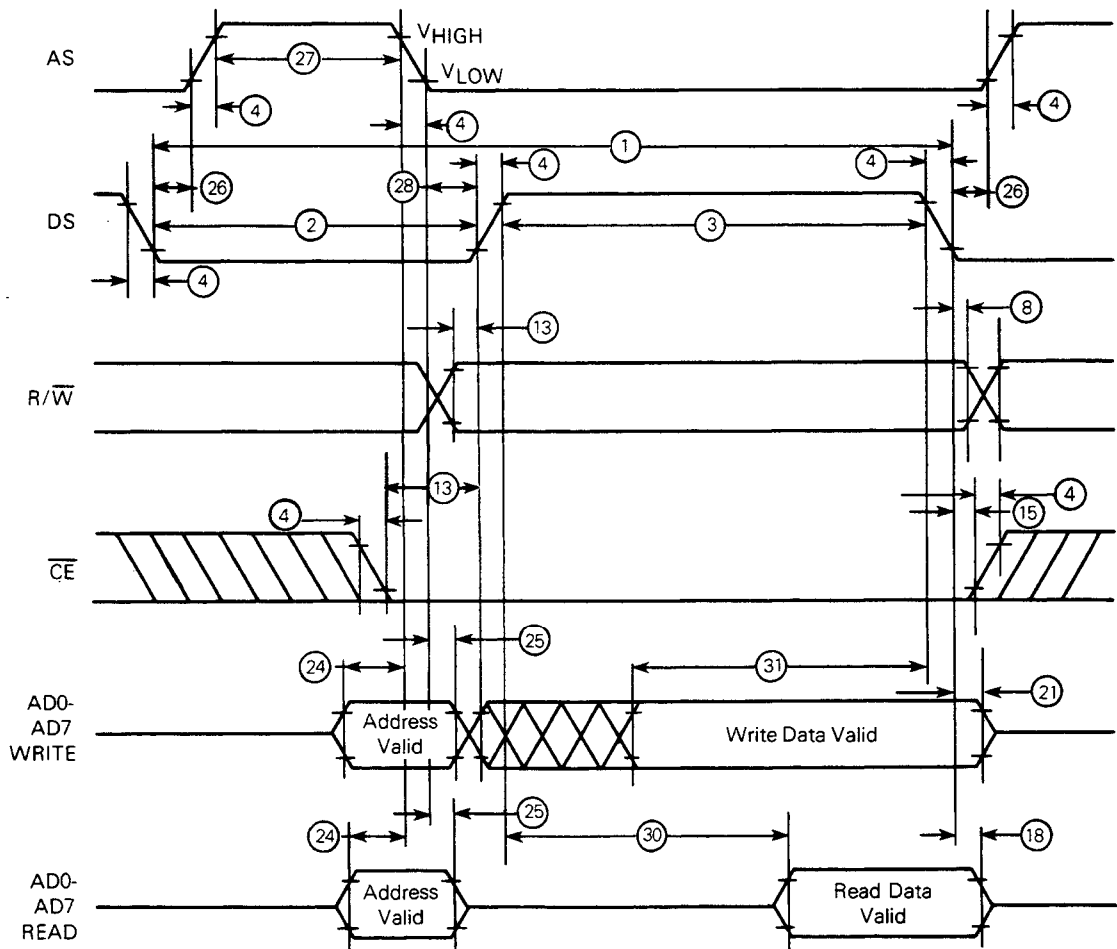 AS
VHIGH
27
VLOW
4
4
4
1
4
4
26
28
26
DS
2
3
4
8
13
R/W̅
13
4
4
15
C̅E̅
24
25
31
21
AD0-
AD7
WRITE
Address
Valid
Write Data Valid
24
25
30
18
AD0-
AD7
READ
Address
Valid
Read Data
Valid